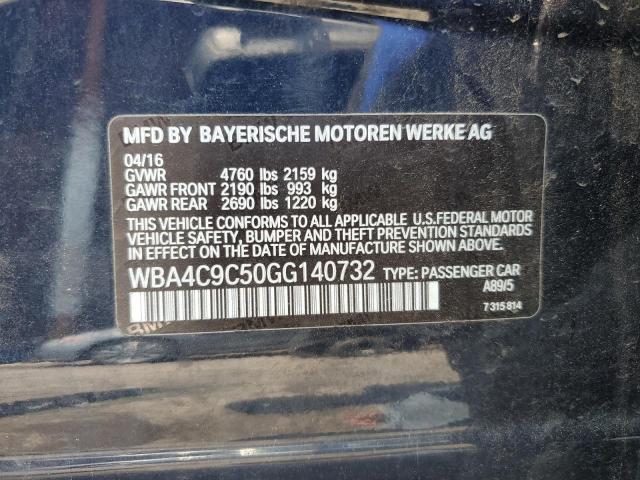 MFD BY BAYERISCHE MOTOREN WERKE AG
04/16
GVWR 4760 lbs 2159 kg
GAWR FRONT 2190 lbs 993 kg
GAWR REAR 2690 lbs 1220 kg
THIS VEHICLE CONFORMS TO ALL APPLICABLE U.S.FEDERAL MOTOR
VEHICLE SAFETY, BUMPER AND THEFT PREVENTION STANDARDS
IN EFFECT ON THE DATE OF MANUFACTURE SHOWN ABOVE.
WBA4C9C50GG140732 TYPE: PASSENGER CAR
A89/5
7 315 814